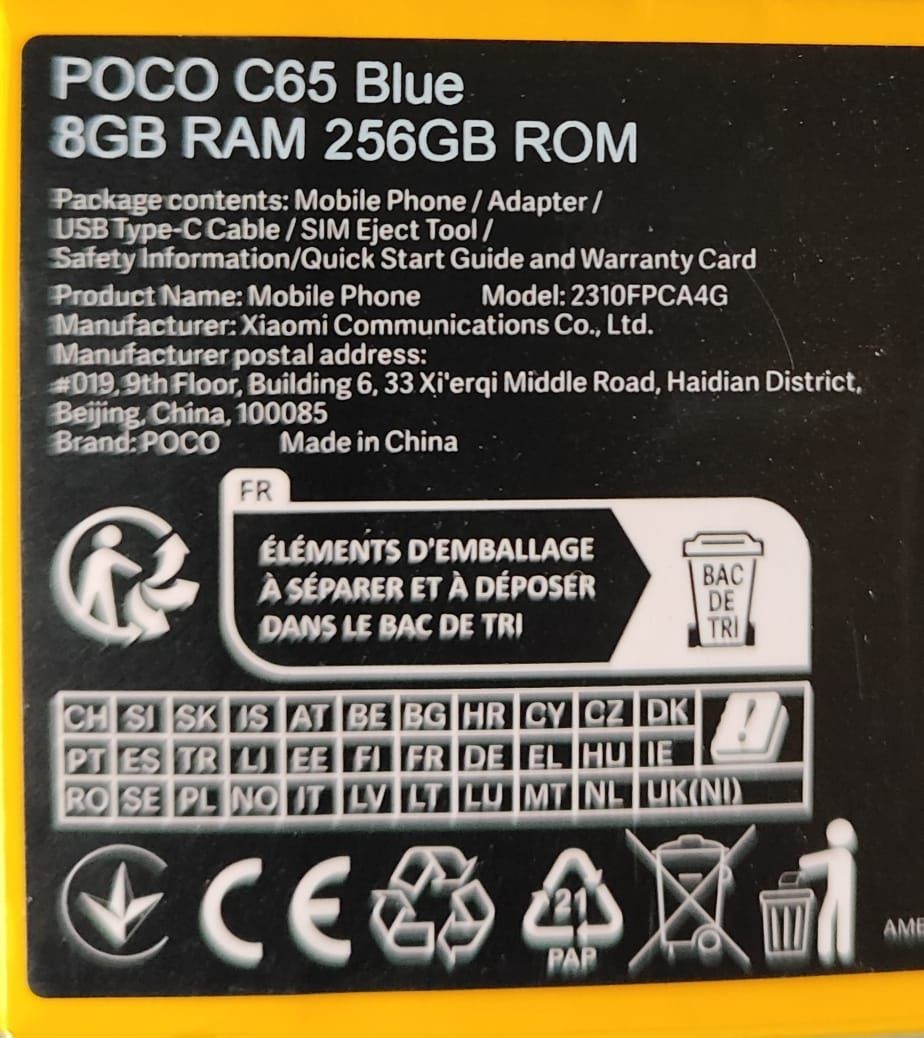 POCO C65 Blue
8GB RAM 256GB ROM
Package contents: Mobile Phone / Adapter /
USB Type-C Cable / SIM Eject Tool /
Safety Information/Quick Start Guide and Warranty Card
Product Name: Mobile Phone Model: 2310FPCA4G
Manufacturer: Xiaomi Communications Co., Ltd.
Manufacturer postal address:
#019, 9th Floor, Building 6, 33 Xi'erqi Middle Road, Haidian District,
Beijing, China, 100085
Brand: POCO Made in China
FR
ÉLÉMENTS D'EMBALLAGE
À SÉPARER ET À DÉPOSER
DANS LE BAC DE TRI
BAC
DE
TRI
CH SI SK IS AT BE BG HR CY CZ DK
PT ES TR LI EE FI FR DE EL HU IE
RO SE PL NO IT LV LT LU MT NL UK(NI)
CE
21
PAP